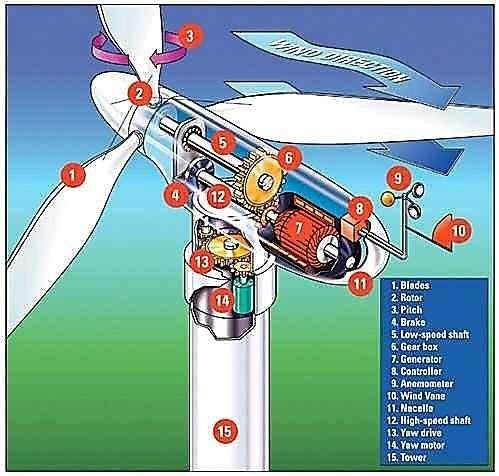 3
WIND DIRECTION
2
5
6
1
4
12
9
8
7
10
13
11
14
15
1. Blades
2. Rotor
3. Pitch
4. Brake
5. Low-speed shaft
6. Gear box
7. Generator
8. Controller
9. Anemometer
10. Wind Vane
11. Nacelle
12. High-speed shaft
13. Yaw drive
14. Yaw motor
15. Tower